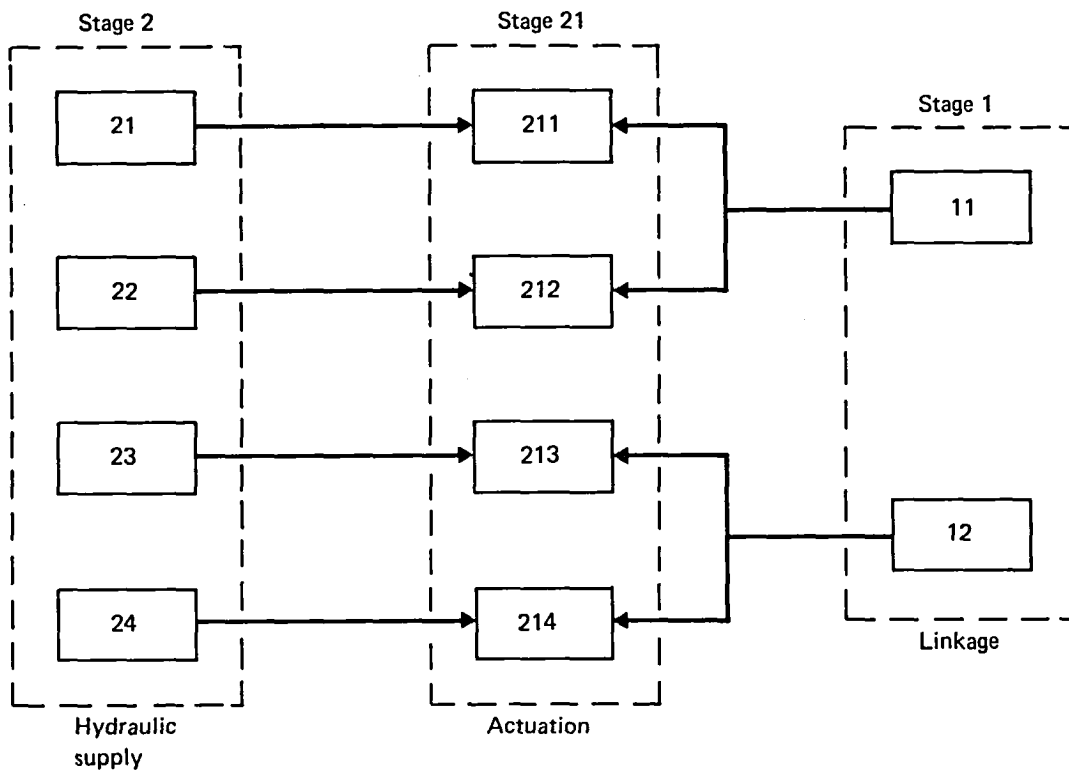 Stage 2
Stage 21
Stage 1
21
211
11
22
212
23
213
12
24
214
Linkage
Hydraulic
supply
Actuation